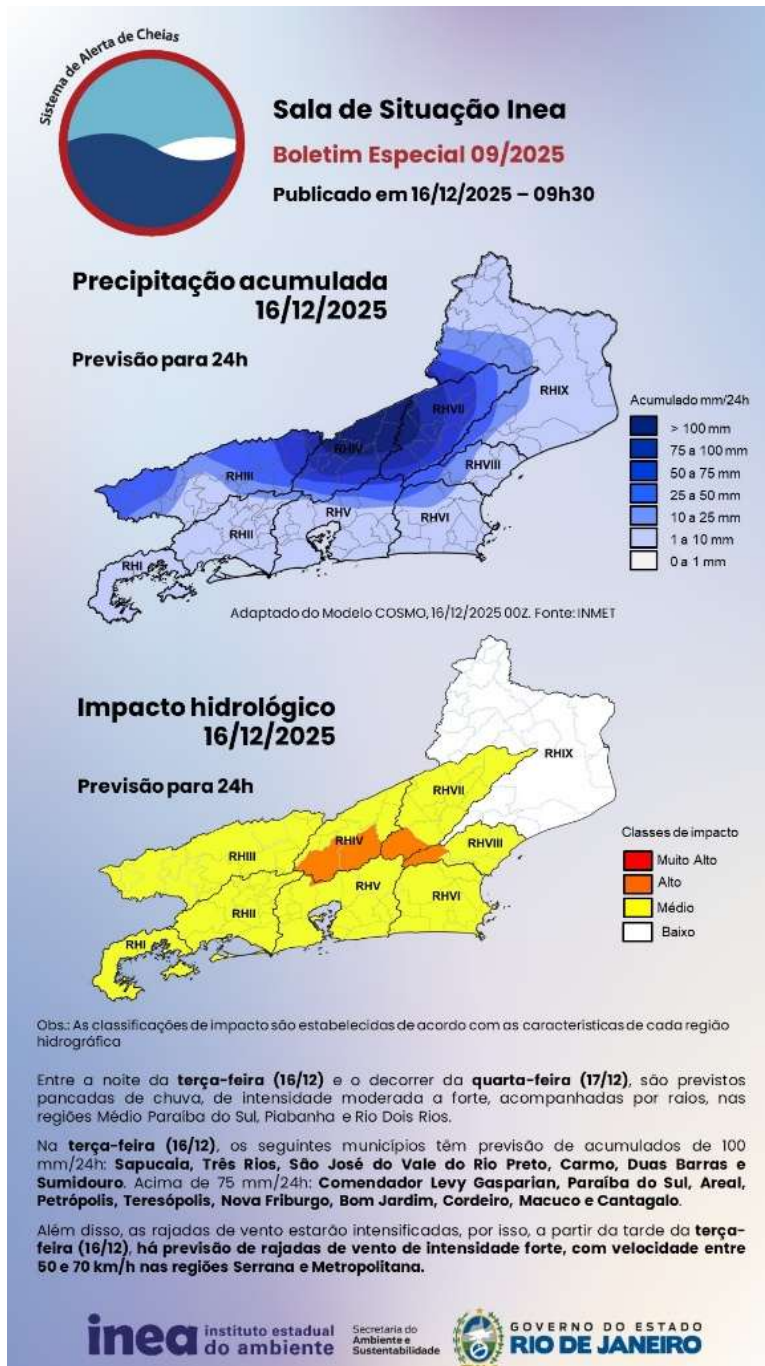 Sistema de Alerta de Cheias
Sala de Situação Inea
Boletim Especial 09/2025
Publicado em 16/12/2025 – 09h30
Precipitação acumulada
16/12/2025
Previsão para 24h
RHIX
RHVII
RHIV
RHIII
RHVIII
RHV
RHVI
RHII
RHI
Acumulado mm/24h
> 100 mm
75 a 100 mm
50 a 75 mm
25 a 50 mm
10 a 25 mm
1 a 10 mm
0 a 1 mm
Adaptado do Modelo COSMO, 16/12/2025 00Z. Fonte: INMET
Impacto hidrológico
16/12/2025
Previsão para 24h
RHIX
RHVII
RHIV
RHVIII
RHIII
RHV
RHVI
RHII
RHI
Classes de impacto
Muito Alto
Alto
Médio
Baixo
Obs.: As classificações de impacto são estabelecidas de acordo com as características de cada região
hidrográfica
Entre a noite da terça-feira (16/12) e o decorrer da quarta-feira (17/12), são previstos
pancadas de chuva, de intensidade moderada a forte, acompanhadas por raios, nas
regiões Médio Paraíba do Sul, Piabanha e Rio Dois Rios.
Na terça-feira (16/12), os seguintes municípios têm previsão de acumulados de 100
mm/24h: Sapucaia, Três Rios, São José do Vale do Rio Preto, Carmo, Duas Barras e
Sumidouro. Acima de 75 mm/24h: Comendador Levy Gasparian, Paraíba do Sul, Areal,
Petrópolis, Teresópolis, Nova Friburgo, Bom Jardim, Cordeiro, Macuco e Cantagalo.
Além disso, as rajadas de vento estarão intensificadas, por isso, a partir da tarde da terça-
feira (16/12), há previsão de rajadas de vento de intensidade forte, com velocidade entre
50 e 70 km/h nas regiões Serrana e Metropolitana.
inea instituto estadual
do ambiente
Secretaria do
Ambiente e
Sustentabilidade
GOVERNO DO ESTADO
RIO DE JANEIRO